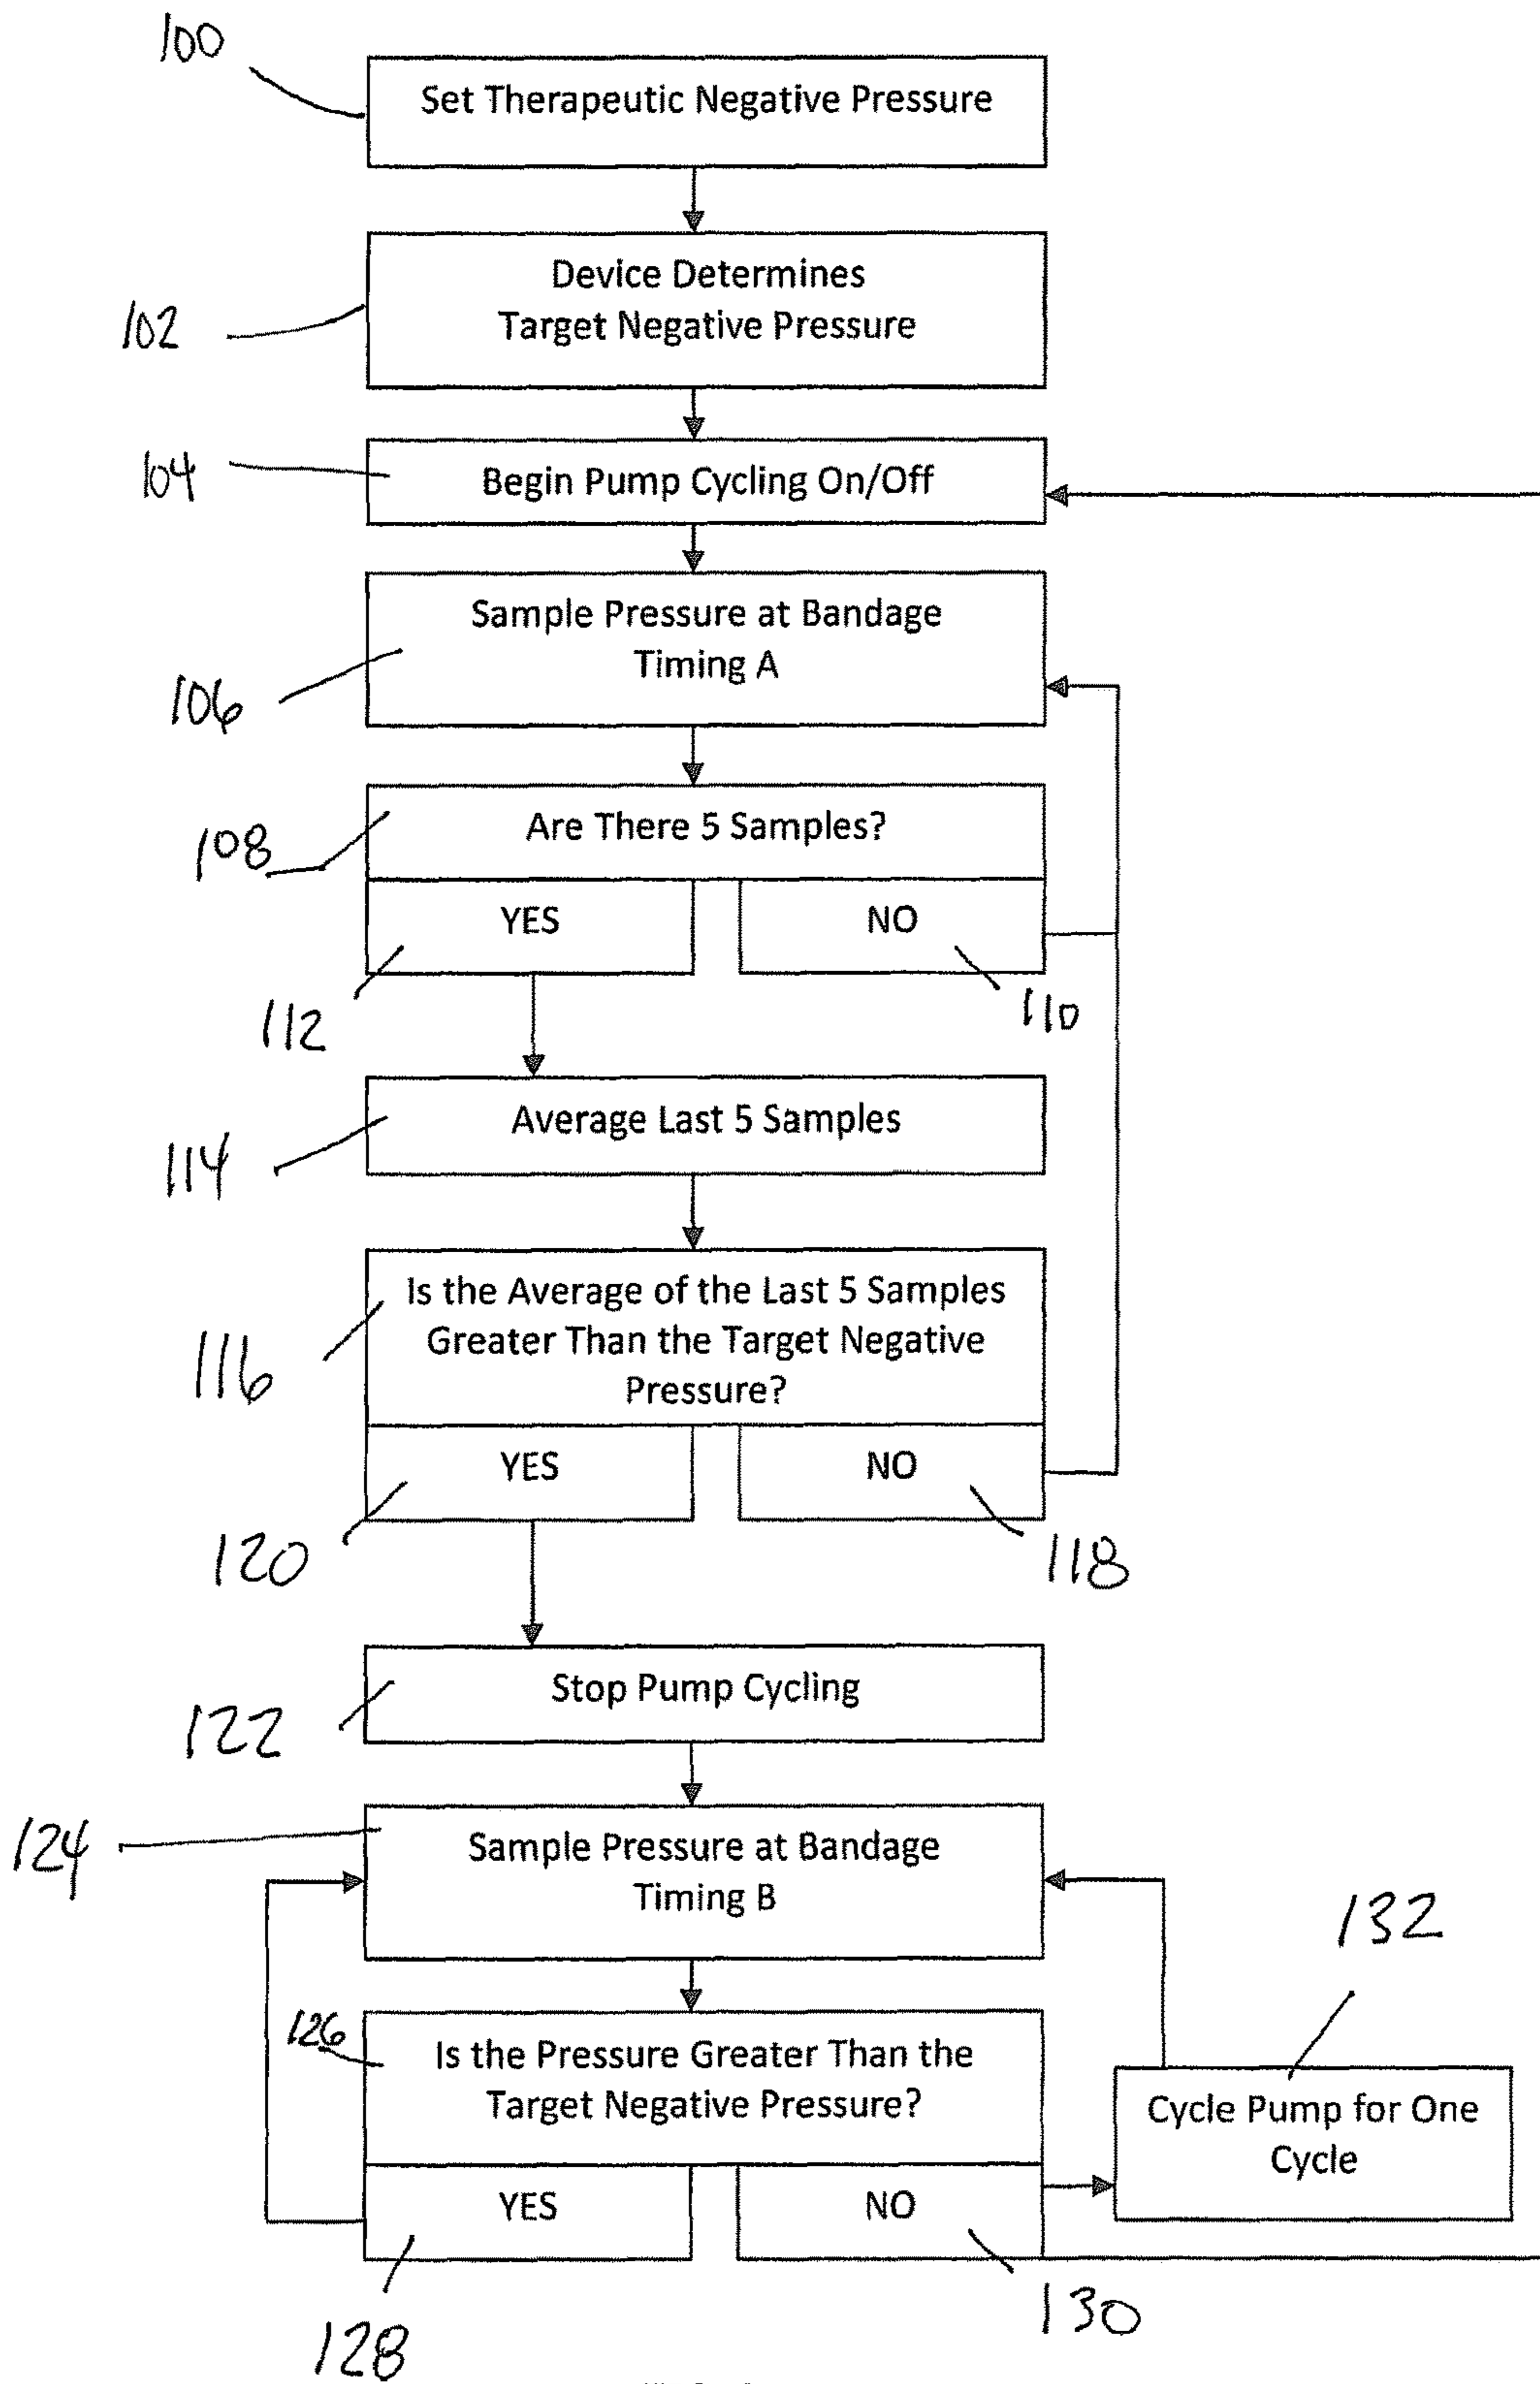 100
Set Therapeutic Negative Pressure
102
Device Determines
Target Negative Pressure
104
Begin Pump Cycling On/Off
106
Sample Pressure at Bandage
Timing A
108
Are There 5 Samples?
YES
NO
112
110
114
Average Last 5 Samples
116
Is the Average of the Last 5 Samples
Greater Than the Target Negative
Pressure?
YES
NO
120
118
122
Stop Pump Cycling
124
Sample Pressure at Bandage
Timing B
132
126
Is the Pressure Greater Than the
Target Negative Pressure?
Cycle Pump for One
Cycle
YES
NO
128
130